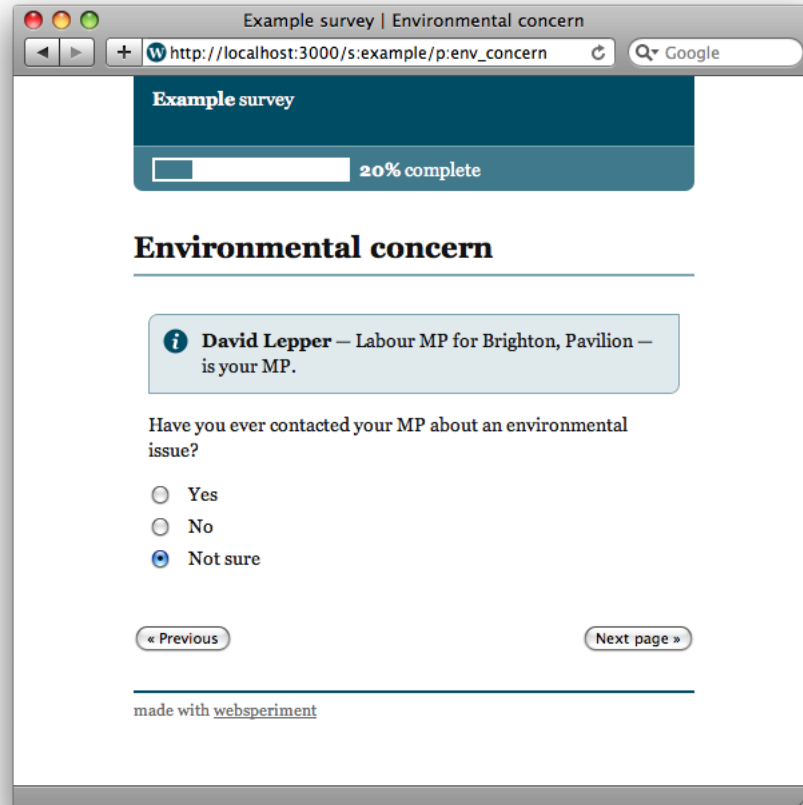 Example survey | Environmental concern
http://localhost:3000/s:example/p:env_concern
Google
Example survey
20% complete
Environmental concern
David Lepper — Labour MP for Brighton, Pavilion —
is your MP.
Have you ever contacted your MP about an environmental
issue?
Yes
No
Not sure
« Previous
Next page »
made with websperiment